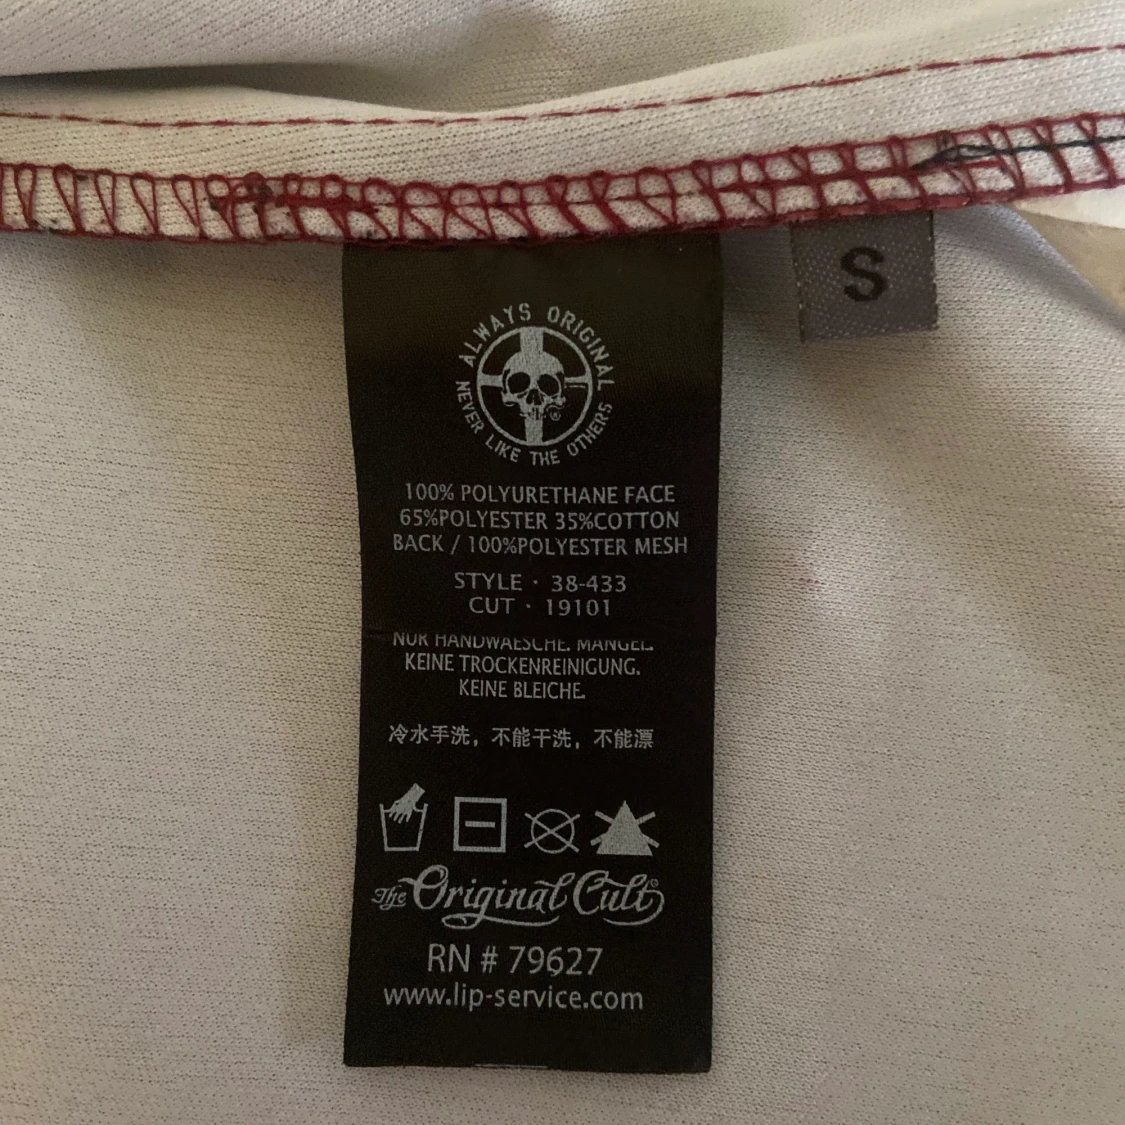 S
ALWAYS ORIGINAL
NEVER LIKE THE OTHERS
100% POLYURETHANE FACE
65%POLYESTER 35%COTTON
BACK / 100%POLYESTER MESH
STYLE · 38-433
CUT · 19101
NUR HANDWAESCHE. MANGEL.
KEINE TROCKENREINIGUNG.
KEINE BLEICHE.
冷水手洗，不能干洗，不能漂
The Original Cult®
RN # 79627
www.lip-service.com